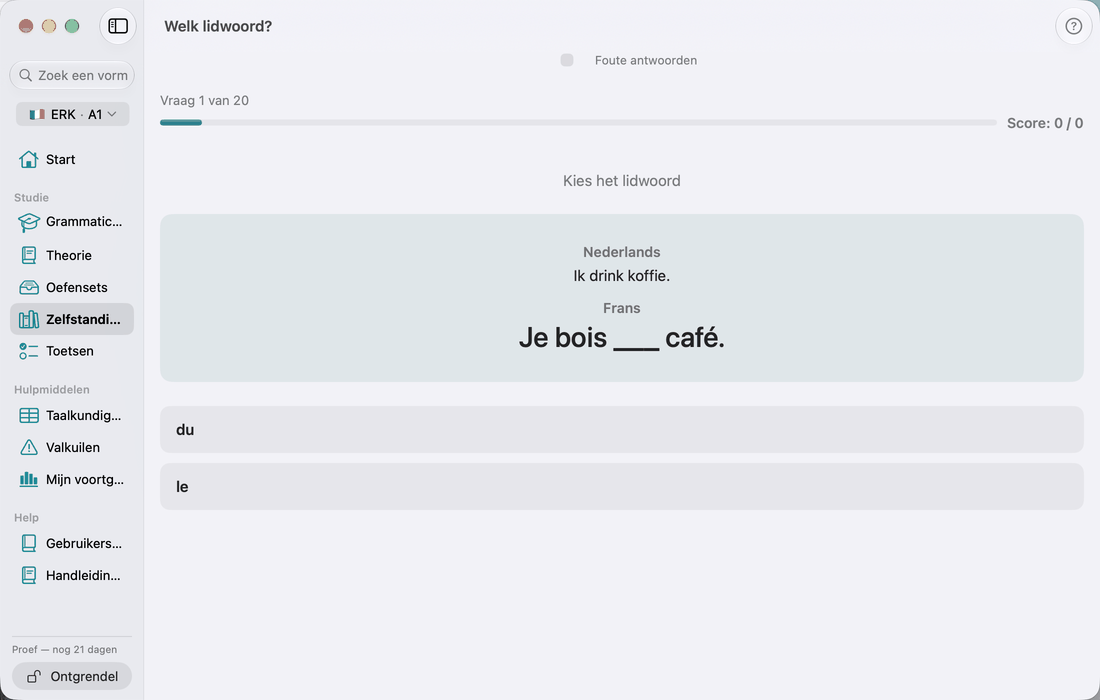 Welk lidwoord?
Zoek een vorm
Foute antwoorden
ERK · A1
Vraag 1 van 20
Score: 0 / 0
Start
Studie
Grammatic...
Theorie
Oefensets
Zelfstandi...
Toetsen
Hulpmiddelen
Taalkundig...
Valkuilen
Mijn voortg...
Help
Gebruikers...
Handleidin...
Proef — nog 21 dagen
Ontgrendel
Kies het lidwoord
Nederlands
Ik drink koffie.
Frans
Je bois ____ café.
du
le